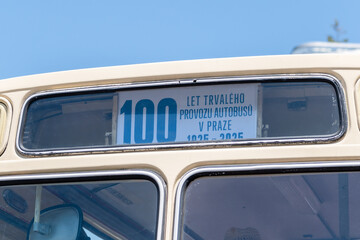 100 LET TRVALÉHO
PROVOZU AUTOBUSŮ
V PRAZE
1925 – 2025